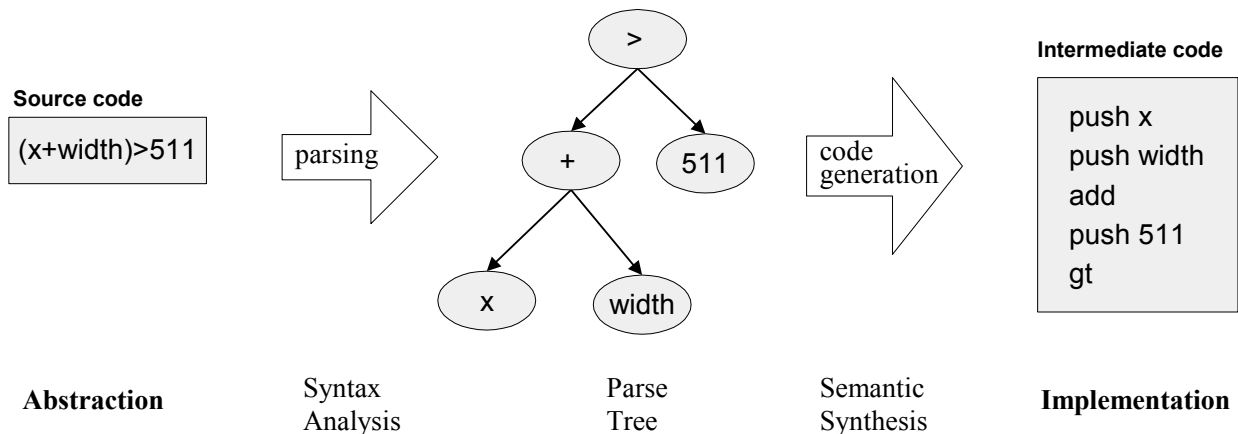 Source code
(x+width)>511
parsing
>
+
511
x
width
code
generation
Intermediate code
push x
push width
add
push 511
gt
Abstraction
Syntax
Analysis
Parse
Tree
Semantic
Synthesis
Implementation